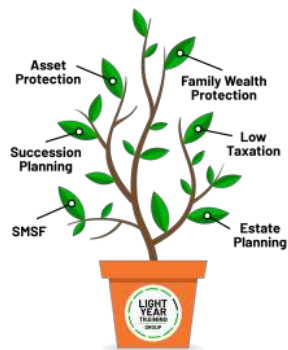 Asset
Protection
Family Wealth
Protection
Low
Taxation
Succession
Planning
SMSF
Estate
Planning
LIGHT
YEAR
TRAINING
GROUP